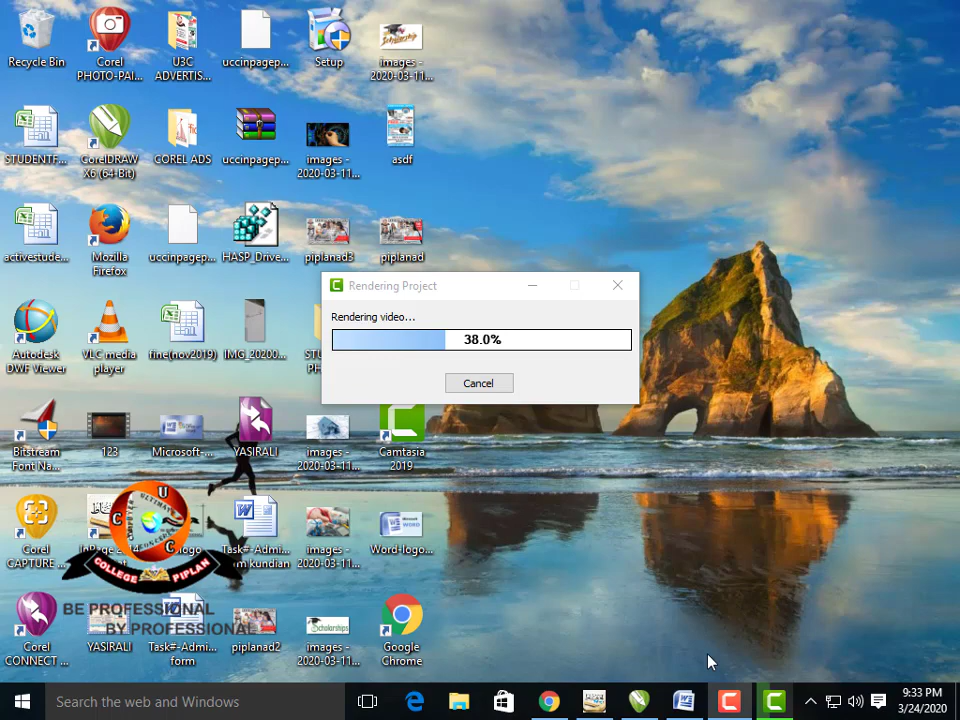 Recycle Bin
Corel
PHOTO-PAI...
U3C
ADVERTIS...
uccinpagep...
Setup
images -
2020-03-11...
STUDENTF...
CorelDRAW
X6 (64-Bit)
COREL ADS
uccinpagep...
images -
2020-03-11...
asdf
activestude...
Mozilla
Firefox
uccinpagep...
HASP_Drive...
piplanad3
piplanad
Rendering Project
Rendering video...
38.0%
Cancel
Autodesk
DWF Viewer
VLC media
player
fine(nov2019)
IMG_20200...
Bitstream
Font Na...
123
Microsoft-...
YASIRALI
images -
2020-03-11...
Camtasia
2019
Corel
CAPTURE ...
logo
Task#-Admi...
kundian
images -
2020-03-11...
Word-logo...
U
C
C
ULTIMATE
COMPUTER
CONCEPTS
COLLEGE PIPLAN
BE PROFESSIONAL
BY PROFESSIONAL
Corel
CONNECT ...
YASIRALI
Task#-Admi...
form
piplanad2
images -
2020-03-11...
Google
Chrome
Search the web and Windows
9:33 PM
3/24/2020